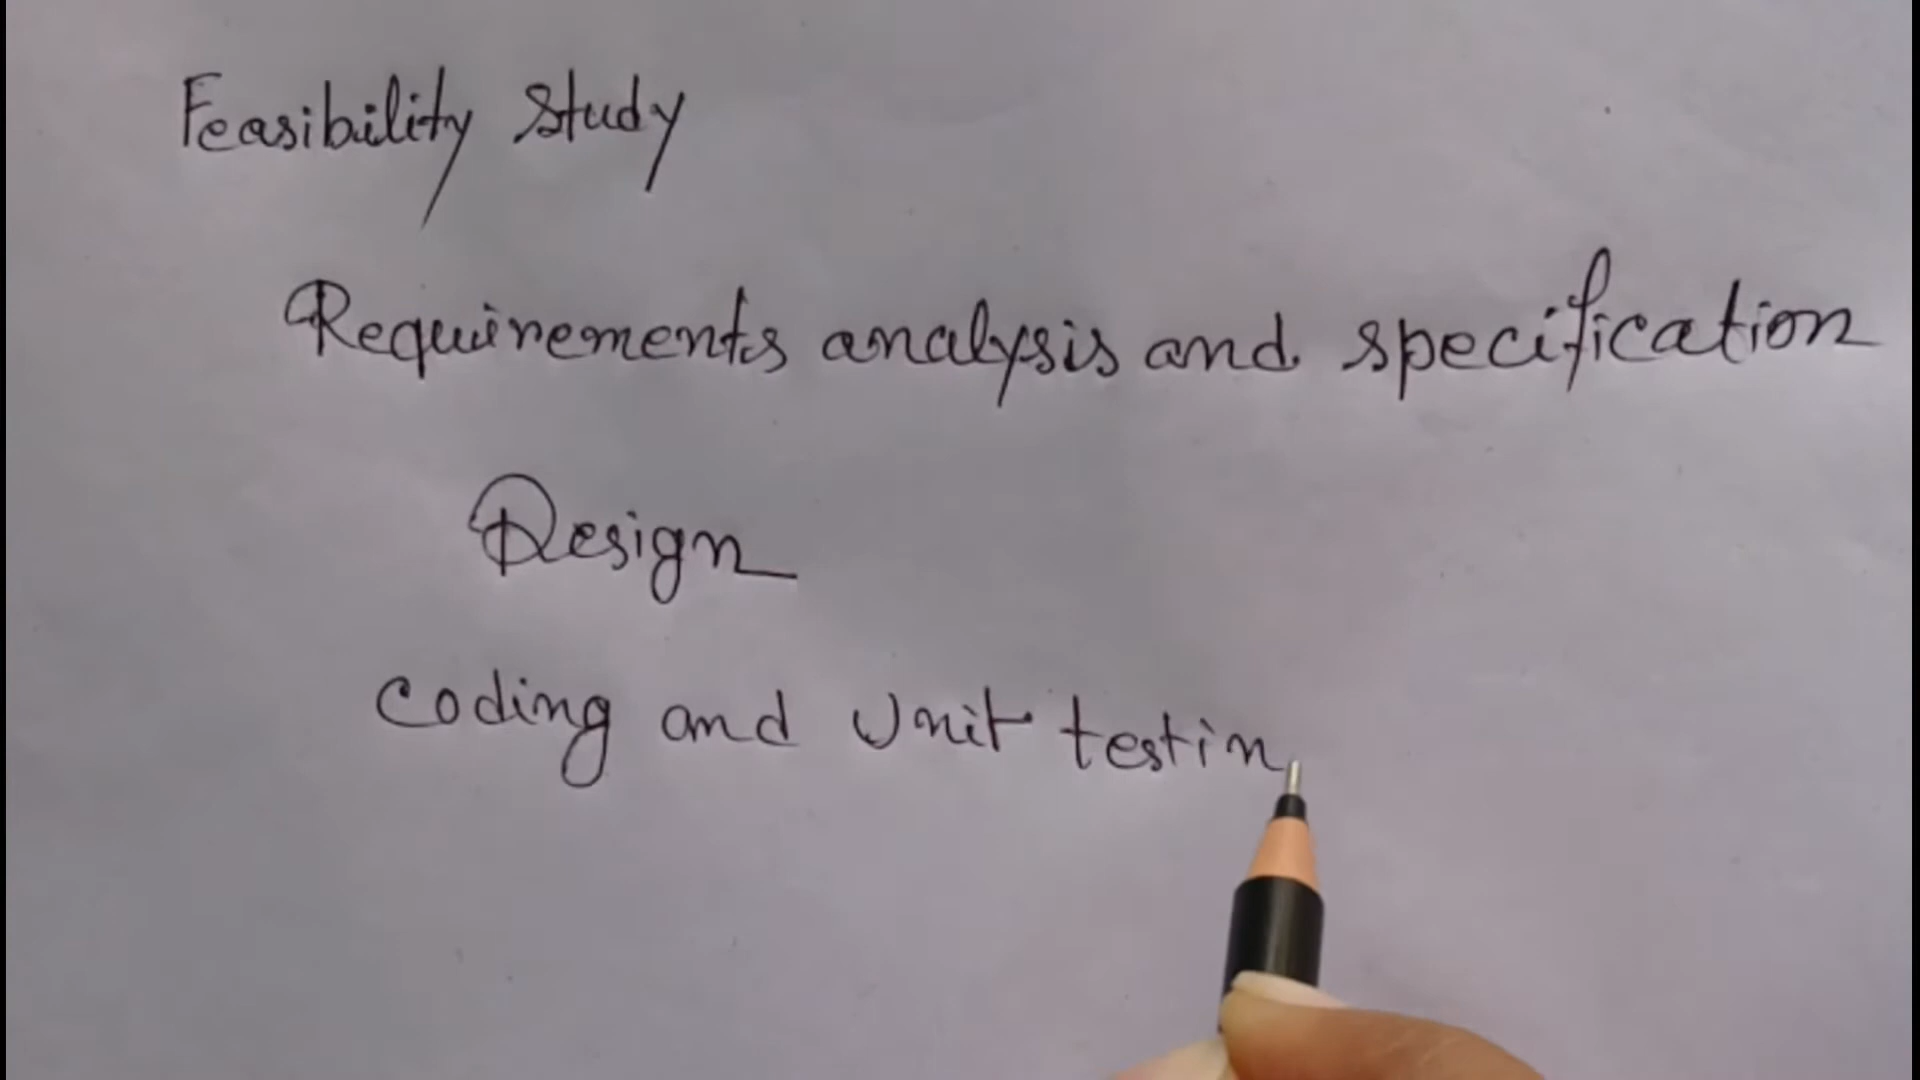 Feasibility study
Requirements analysis and specification
Design
Coding and Unit testin